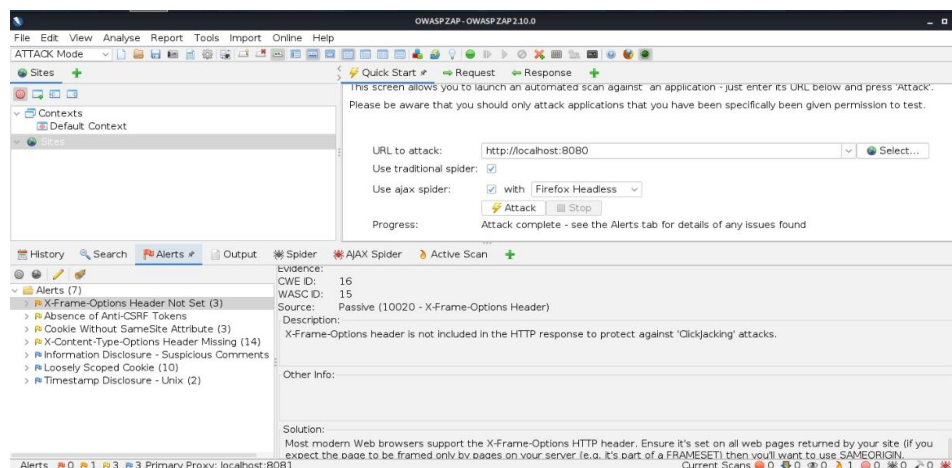 OWASP ZAP - OWASP ZAP 2.10.0
File Edit View Analyse Report Tools Import Online Help
ATTACK Mode
Sites
Quick Start Request Response
This screen allows you to launch an automated scan against an application - just enter its URL below and press 'Attack'.
Please be aware that you should only attack applications that you have been specifically been given permission to test.
Contexts
Default Context
Sites
URL to attack: http://localhost:8080 Select...
Use traditional spider:
Use ajax spider: with Firefox Headless
Attack Stop
Progress: Attack complete - see the Alerts tab for details of any issues found
History Search Alerts Output Spider AJAX Spider Active Scan
Alerts (7)
X-Frame-Options Header Not Set (3)
Absence of Anti-CSRF Tokens
Cookie Without SameSite Attribute (3)
X-Content-Type-Options Header Missing (14)
Information Disclosure - Suspicious Comments
Loosely Scoped Cookie (10)
Timestamp Disclosure - Unix (2)
Evidence:
CWE ID: 16
WASC ID: 15
Source: Passive (10020 - X-Frame-Options Header)
Description:
X-Frame-Options header is not included in the HTTP response to protect against 'ClickJacking' attacks.
Other Info:
Solution:
Most modern Web browsers support the X-Frame-Options HTTP header. Ensure it's set on all web pages returned by your site (if you
expect the page to be framed only by pages on your server (e.g. it's part of a FRAMESET) then you'll want to use SAMEORIGIN,
Alerts 0 1 3 3 Primary Proxy: localhost:8081 Current Scans 0 0 0 1 0 0 0